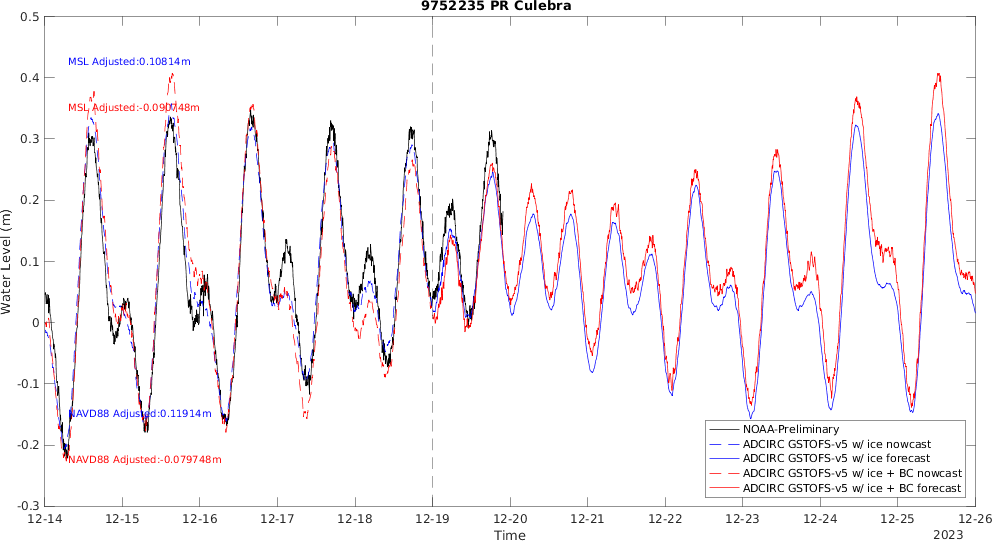 9752235 PR Culebra
0.5
0.4
0.3
0.2
0.1
0
-0.1
-0.2
-0.3
Water Level (m)
MSL Adjusted:0.10814m
MSL Adjusted:-0.090748m
NAVD88 Adjusted:0.11914m
NAVD88 Adjusted:-0.079748m
NOAA-Preliminary
ADCIRC GSTOFS-v5 w/ ice nowcast
ADCIRC GSTOFS-v5 w/ ice forecast
ADCIRC GSTOFS-v5 w/ ice + BC nowcast
ADCIRC GSTOFS-v5 w/ ice + BC forecast
12-14 12-15 12-16 12-17 12-18 12-19 12-20 12-21 12-22 12-23 12-24 12-25 12-26
Time
2023